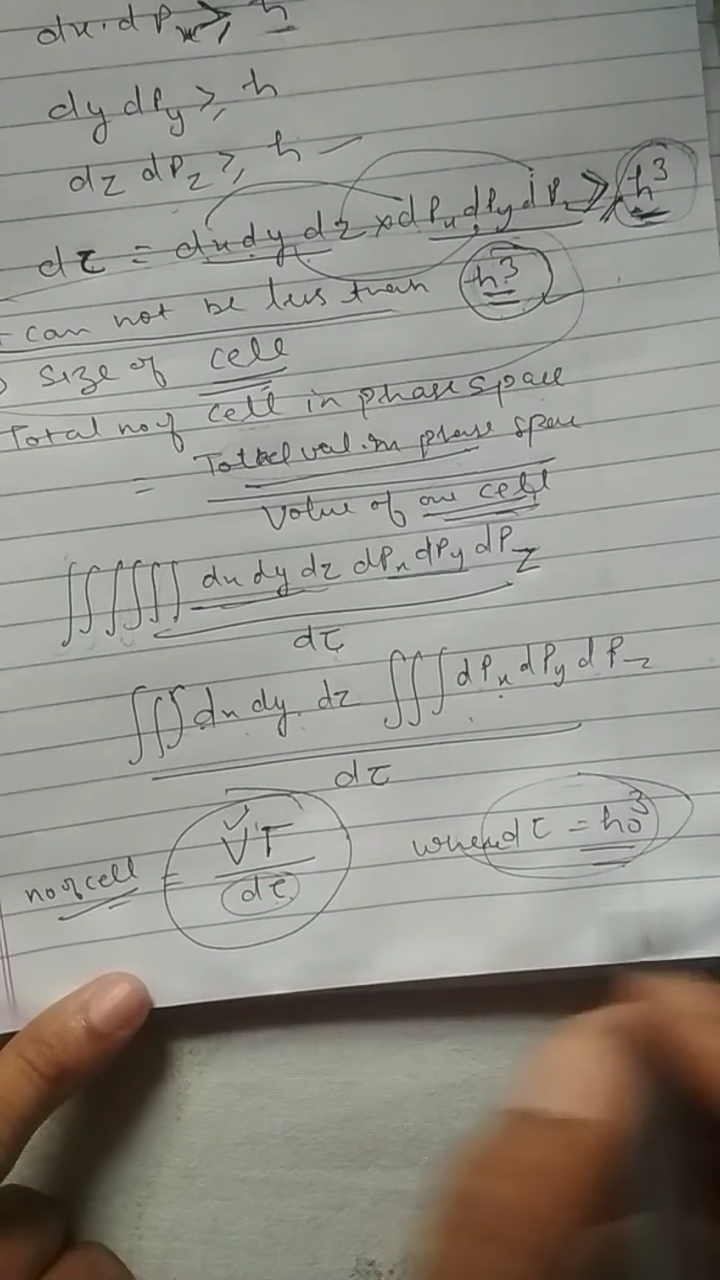 dx·dPx ≥ h
dy dPy ≥ h
dz dPz ≥ h
dτ = dx dy dz × dPx dPy dPz ≥ h³
can not be less than h³
Size of cell
Total no of cell in phase space
= Total vol. in phase space
Volue of one cell
∫∫∫∫∫∫ dx dy dz dPx dPy dPz
dτ
∫∫∫ dx dy dz ∫∫∫ dPx dPy dPz
dτ
no of cell = VΓ
dτ
when dτ = h₀³